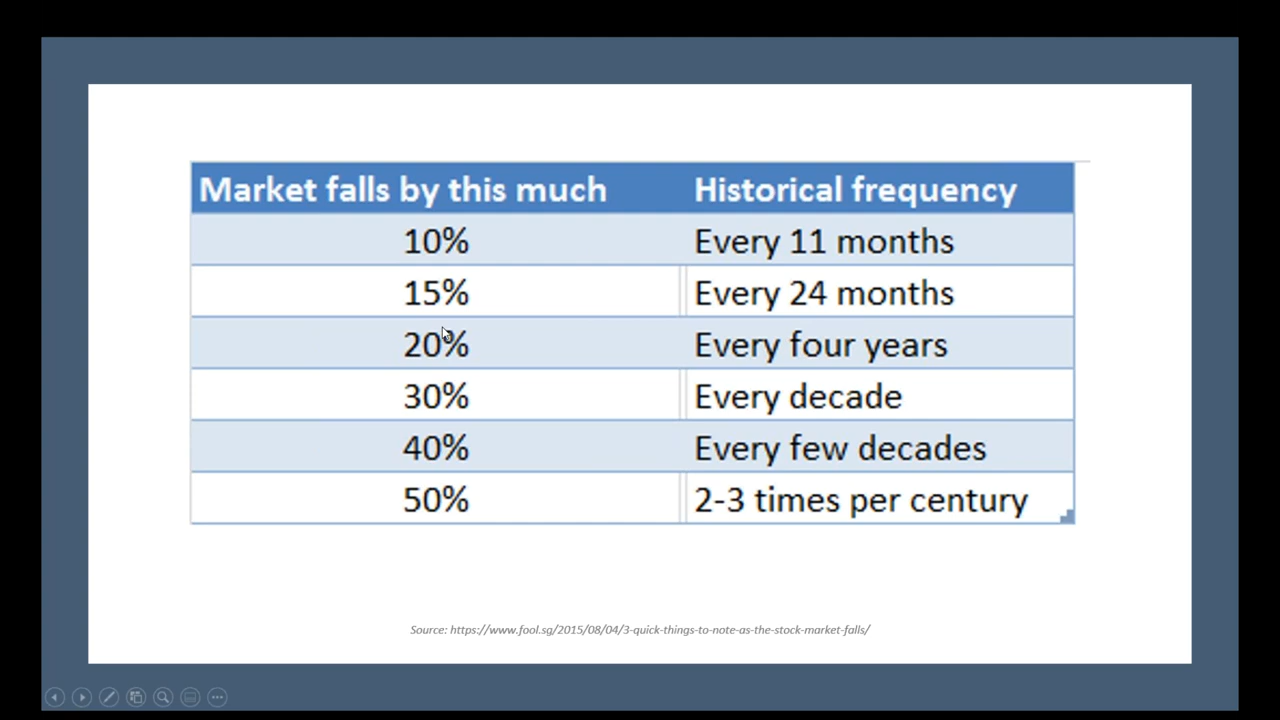 Market falls by this much Historical frequency
10% Every 11 months
15% Every 24 months
20% Every four years
30% Every decade
40% Every few decades
50% 2-3 times per century
Source: https://www.fool.sg/2015/08/04/3-quick-things-to-note-as-the-stock-market-falls/